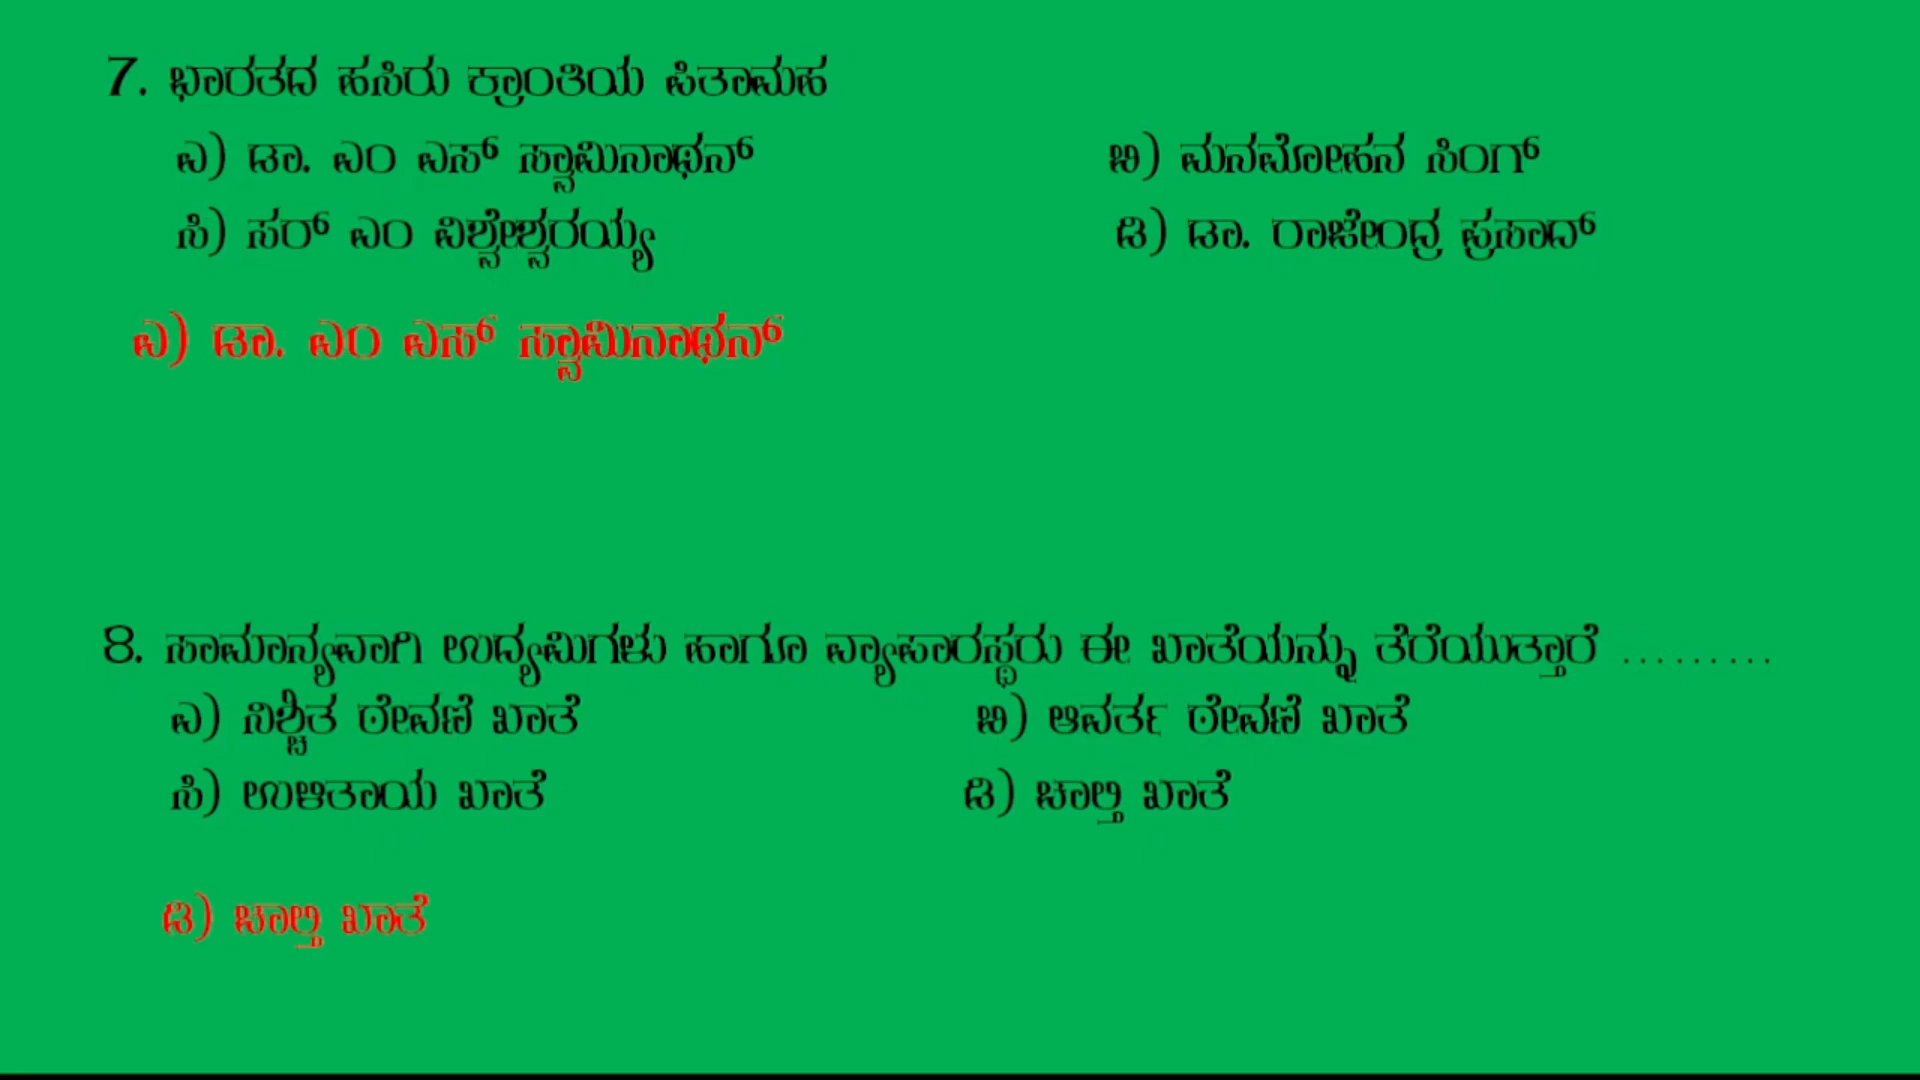 7. ಭಾರತದ ಹಸಿರು ಕ್ರಾಂತಿಯ ಪಿತಾಮಹ
ಎ) ಡಾ. ಎಂ ಎಸ್ ಸ್ವಾಮಿನಾಥನ್ ಬಿ) ಮನಮೋಹನ ಸಿಂಗ್
ಸಿ) ಸರ್ ಎಂ ವಿಶ್ವೇಶ್ವರಯ್ಯ ಡಿ) ಡಾ. ರಾಜೇಂದ್ರ ಪ್ರಸಾದ್
ಎ) ಡಾ. ಎಂ ಎಸ್ ಸ್ವಾಮಿನಾಥನ್
8. ಸಾಮಾನ್ಯವಾಗಿ ಉದ್ಯಮಿಗಳು ಹಾಗೂ ವ್ಯಾಪಾರಸ್ಥರು ಈ ಖಾತೆಯನ್ನು ತೆರೆಯುತ್ತಾರೆ .........
ಎ) ನಿಶ್ಚಿತ ಠೇವಣಿ ಖಾತೆ ಬಿ) ಆವರ್ತ ಠೇವಣಿ ಖಾತೆ
ಸಿ) ಉಳಿತಾಯ ಖಾತೆ ಡಿ) ಚಾಲ್ತಿ ಖಾತೆ
ಡಿ) ಚಾಲ್ತಿ ಖಾತೆ